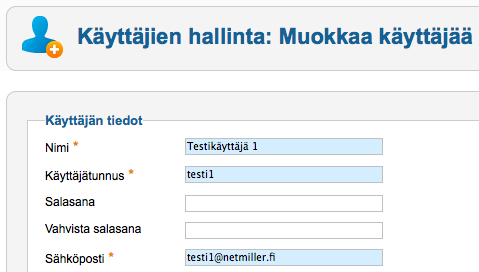 Käyttäjien hallinta: Muokkaa käyttäjää
Käyttäjän tiedot
Nimi *
Testikäyttäjä 1
Käyttäjätunnus *
testi1
Salasana
Vahvista salasana
Sähköposti *
testi1@netmiller.fi